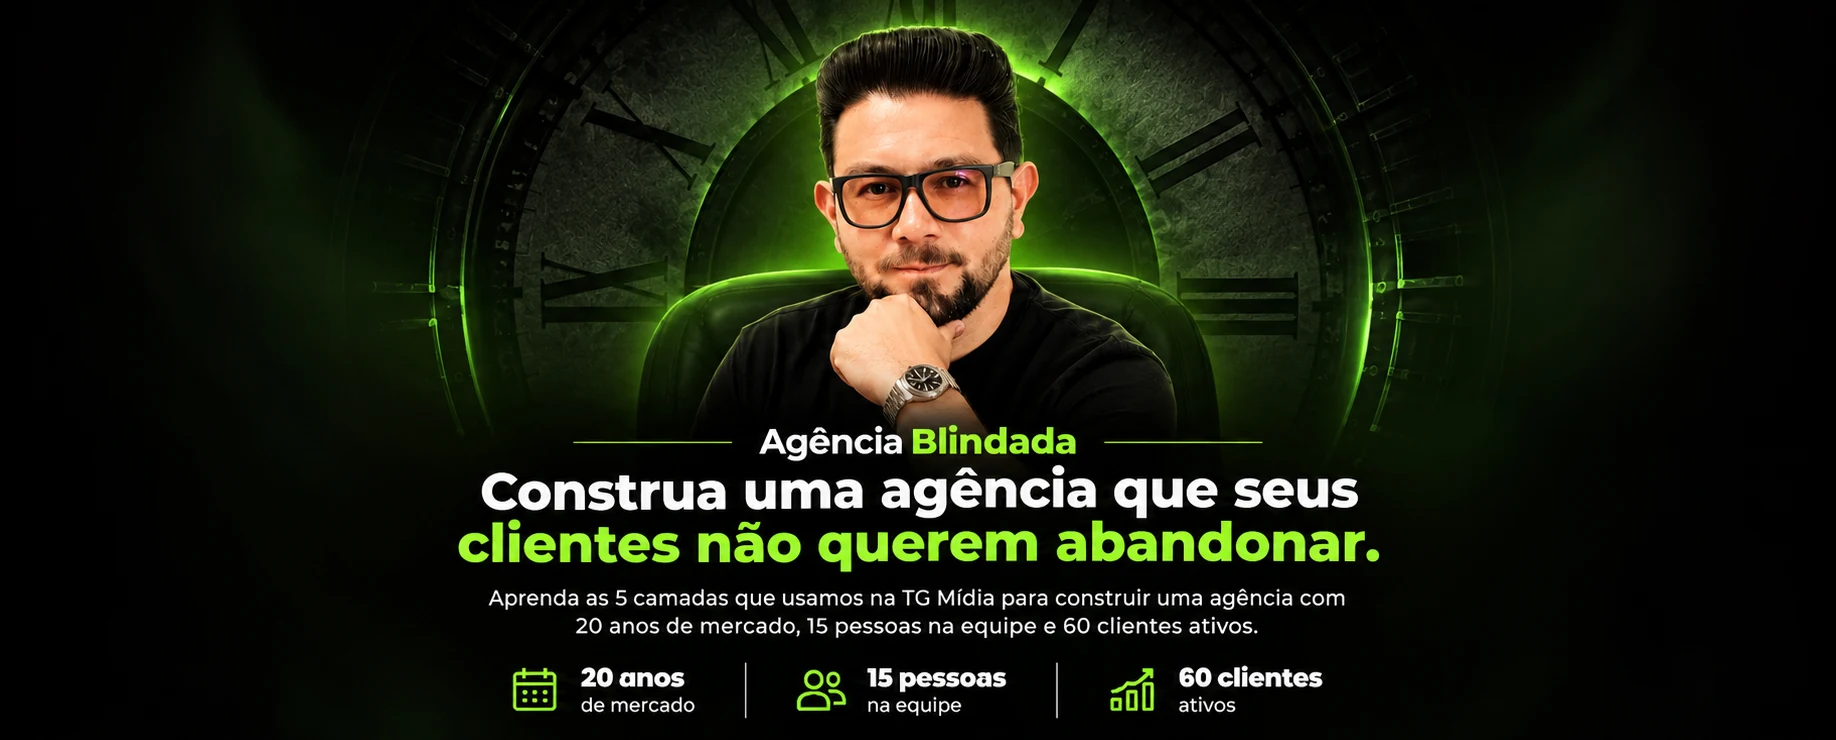 Agência Blindada
Construa uma agência que seus
clientes não querem abandonar.
Aprenda as 5 camadas que usamos na TG Mídia para construir uma agência com
20 anos de mercado, 15 pessoas na equipe e 60 clientes ativos.
20 anos
de mercado
15 pessoas
na equipe
60 clientes
ativos